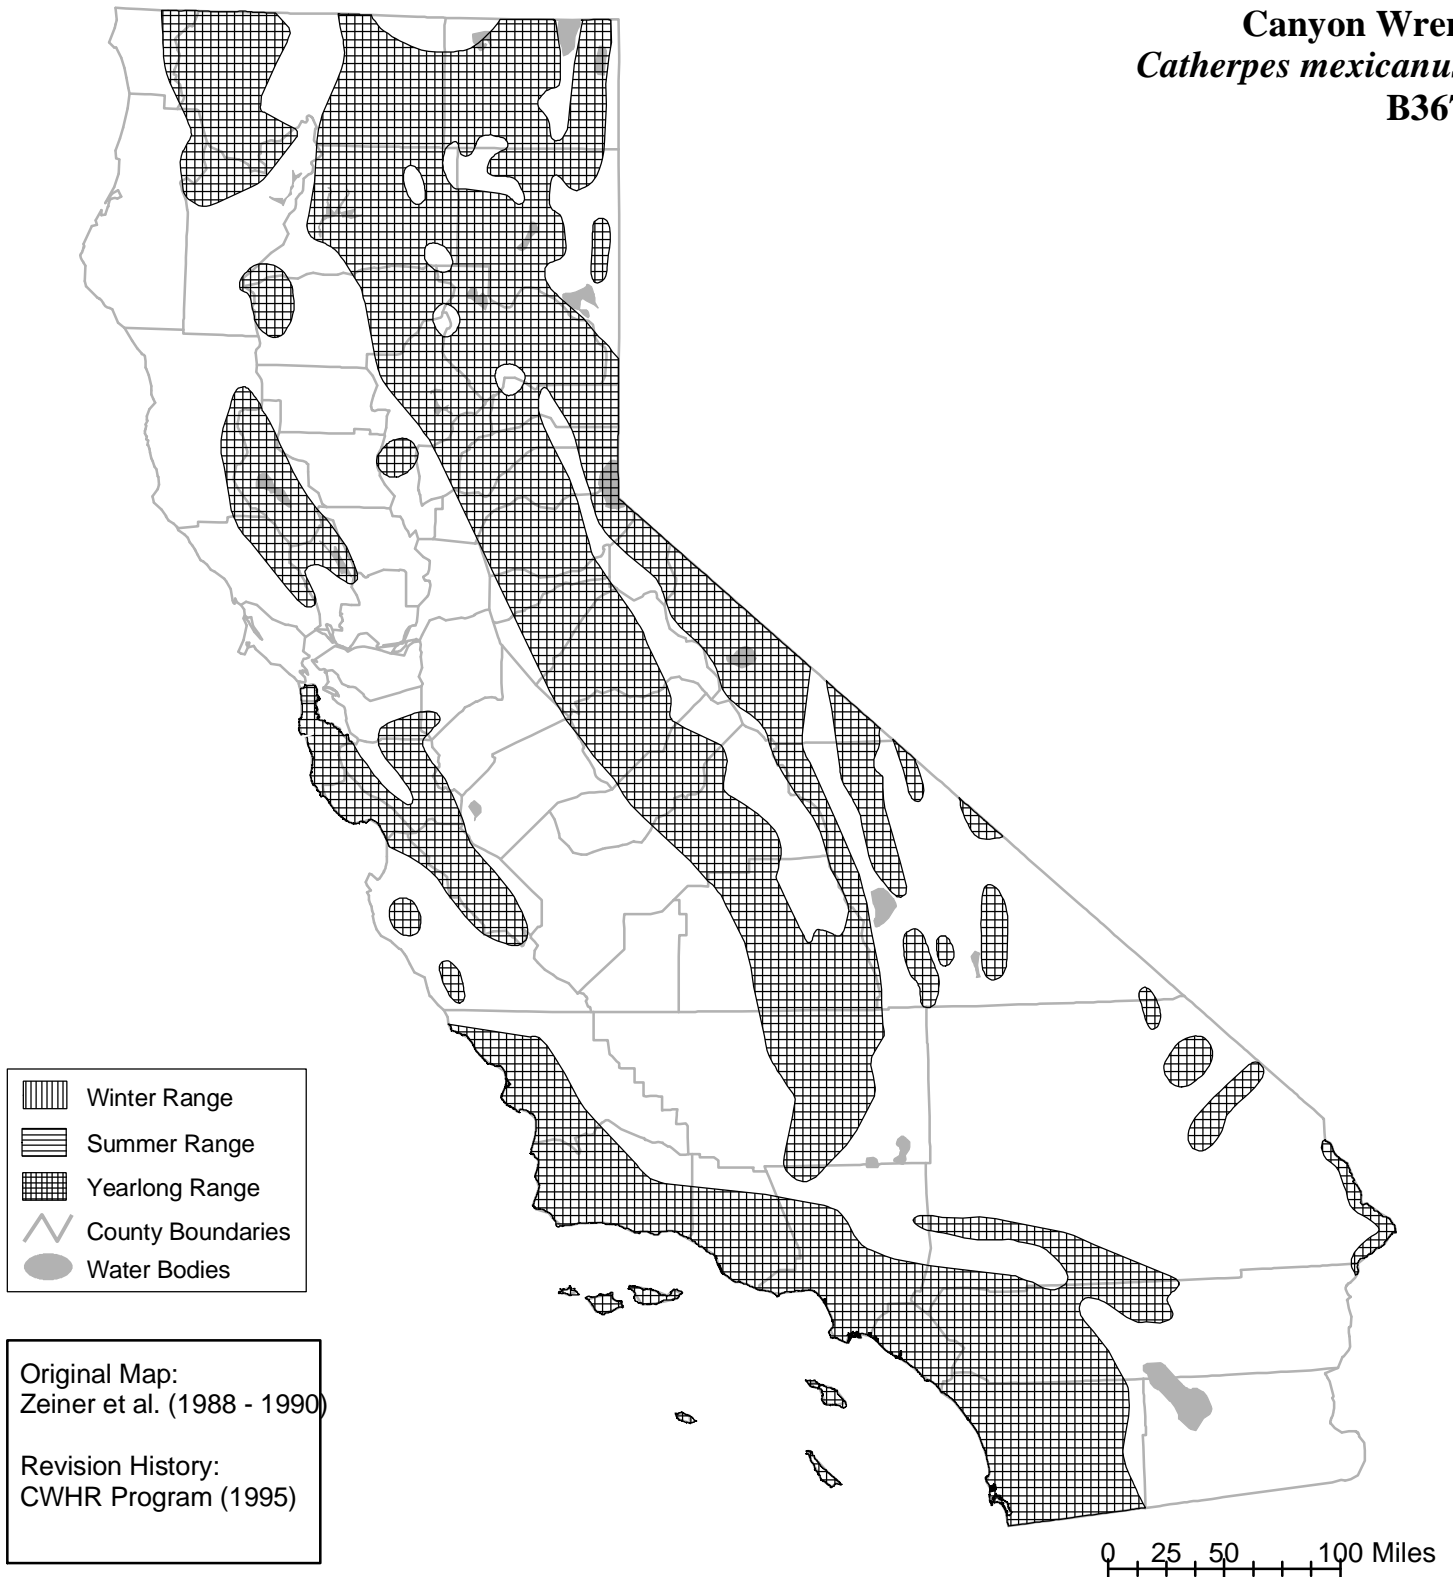 Canyon Wren
Catherpes mexicanus
B367
Winter Range
Summer Range
Yearlong Range
County Boundaries
Water Bodies
Original Map:
Zeiner et al. (1988 - 1990)
Revision History:
CWHR Program (1995)
0 25 50 100 Miles